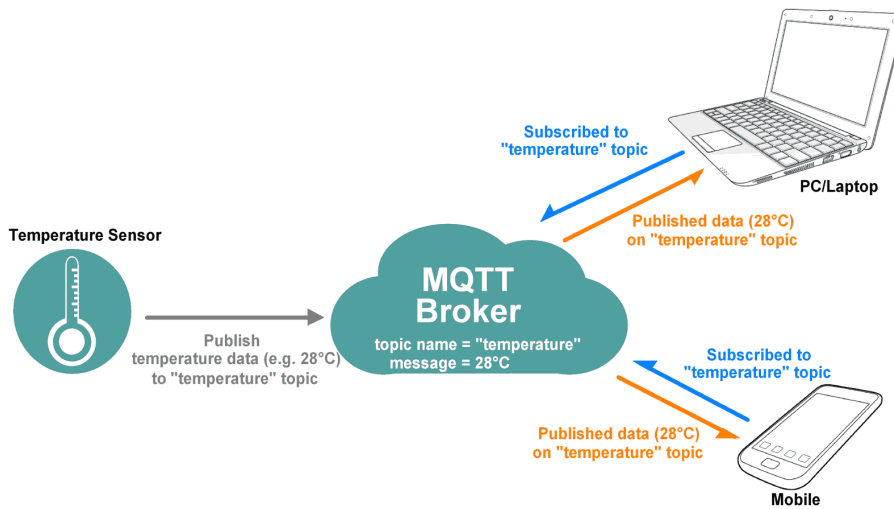 Subscribed to
"temperature" topic
PC/Laptop
Published data (28°C)
on "temperature" topic
Temperature Sensor
MQTT
Broker
topic name = "temperature"
message = 28°C
Publish
temperature data (e.g. 28°C)
to "temperature" topic
Subscribed to
"temperature" topic
Published data (28°C)
on "temperature" topic
Mobile